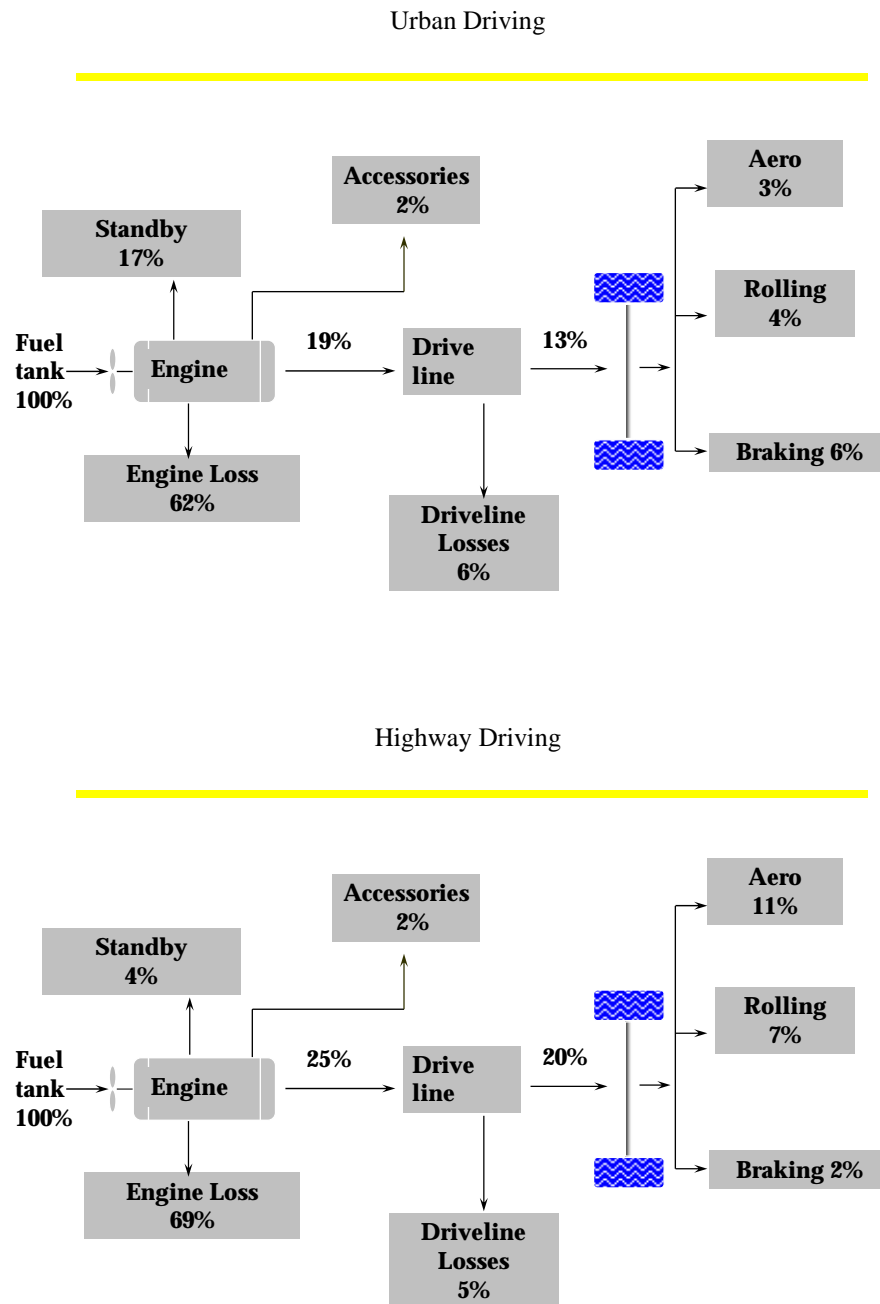 Urban Driving
Accessories
2%
Aero
3%
Standby
17%
Rolling
4%
Fuel
tank
100%
Engine
19%
Drive
line
13%
Braking 6%
Engine Loss
62%
Driveline
Losses
6%
Highway Driving
Accessories
2%
Aero
11%
Standby
4%
Rolling
7%
Fuel
tank
100%
Engine
25%
Drive
line
20%
Braking 2%
Engine Loss
69%
Driveline
Losses
5%